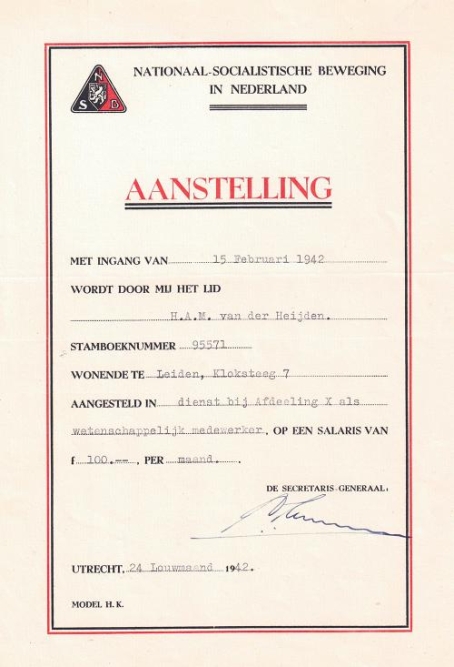 N
S B
NATIONAAL-SOCIALISTISCHE BEWEGING
IN NEDERLAND
AANSTELLING
MET INGANG VAN 15 Februari 1942
WORDT DOOR MIJ HET LID
H.A.M. van der Heijden.
STAMBOEKNUMMER 95571
WONENDE TE Leiden, Kloksteeg 7
AANGESTELD IN dienst bij Afdeeling X als
wetenschappelijk medewerker, OP EEN SALARIS VAN
f 100.--, PER maand.
DE SECRETARIS-GENERAAL:
UTRECHT, 24 Louwmaand 1942.
MODEL H. K.